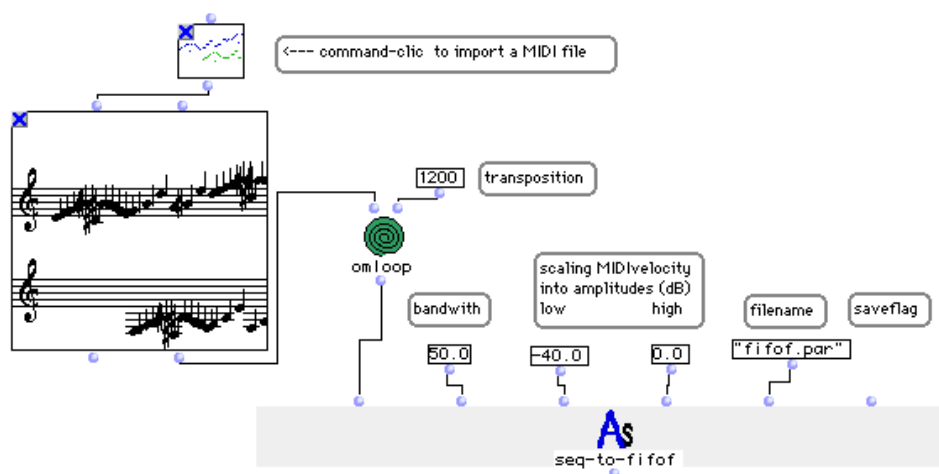 <--- command-clic to import a MIDI file
1200
transposition
omloop
scaling MIDIvelocity
into amplitudes (dB)
low high
bandwith
filename
saveflag
50.0
-40.0
0.0
"fifof.par"
As
seq-to-fifof